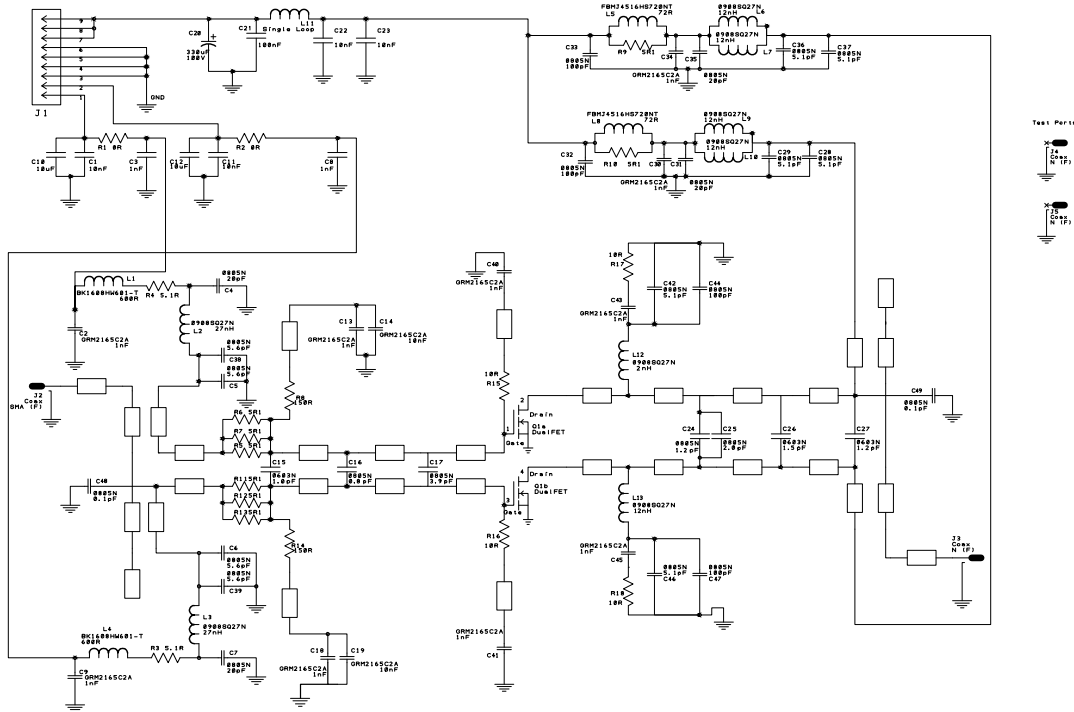 9
8
7
6
5
4
3
2
1
J1
GND
C20
330uF
100V
C21
100nF
L11
Single Loop
C22
10nF
C23
10nF
FBMJ4516HS720NT
L5 72R
R9 5R1
C33
0805N
100pF
C34
GRM2165C2A
1nF
C35
0805N
20pF
0908SQ27N
12nH L6
0908SQ27N
12nH
L7
C36
0805N
5.1pF
C37
0805N
5.1pF
FBMJ4516HS720NT
L8 72R
R10 5R1
C32
0805N
100pF
C30
GRM2165C2A
1nF
C31
0805N
20pF
0908SQ27N
12nH L9
0908SQ27N
12nH
L10
C29
0805N
5.1pF
C28
0805N
5.1pF
Test Ports
J4
Coax
N (F)
J5
Coax
N (F)
R1 0R
C10
10uF
C1
10nF
C3
1nF
R2 0R
C12
10uF
C11
10nF
C8
1nF
L1
BK1608HW601-T
600R
R4 5.1R
0805N
20pF
C4
C2
GRM2165C2A
1nF
0908SQ27N
27nH
L2
0805N
5.6pF
C38
0805N
5.6pF
C5
C13
GRM2165C2A
1nF
C14
GRM2165C2A
10nF
R8
150R
C40
GRM2165C2A
1nF
10R
R15
10R
R17
C43
GRM2165C2A
1nF
C42
0805N
5.1pF
C44
0805N
100pF
L12
0908SQ27N
2nH
J2
Coax
SMA (F)
R6 5R1
R7 5R1
R5 5R1
2
Drain
Q1a
DualFET
1
Gate
C49
0805N
0.1pF
C15
0603N
1.0pF
C16
0805N
0.8pF
C17
0805N
3.9pF
C24
0805N
1.2pF
C25
0805N
2.0pF
C26
0603N
1.5pF
C27
0603N
1.2pF
C48
0805N
0.1pF
R11 5R1
R12 5R1
R13 5R1
4
Drain
Q1b
DualFET
3
Gate
R14
150R
R16
10R
L13
0908SQ27N
12nH
C6
0805N
5.6pF
0805N
5.6pF
C39
GRM2165C2A
1nF
C45
R18
10R
0805N
5.1pF
C46
0805N
100pF
C47
J3
Coax
N (F)
L3
0908SQ27N
27nH
L4
BK1608HW601-T
600R
R3 5.1R
C7
0805N
20pF
C9
GRM2165C2A
1nF
C18
GRM2165C2A
1nF
C19
GRM2165C2A
10nF
GRM2165C2A
1nF
C41